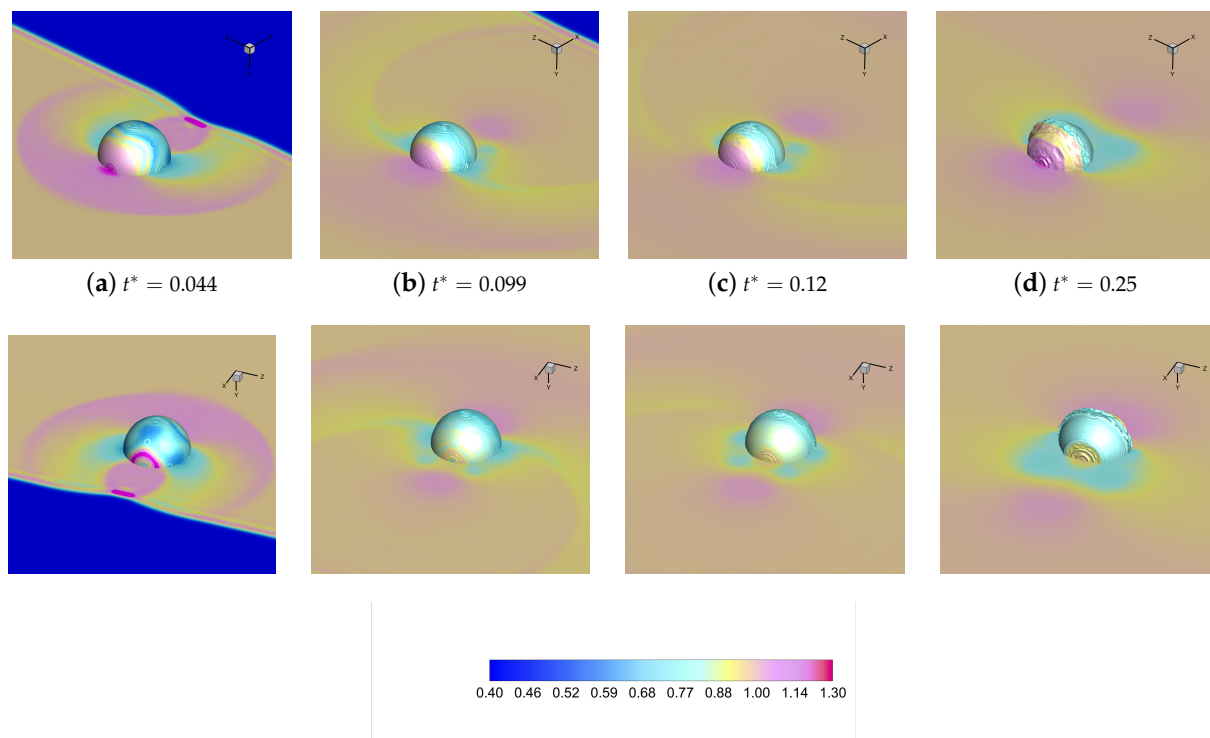 Z X Y
Z X Y
Z X Y
(a) t* = 0.044
(b) t* = 0.099
(c) t* = 0.12
(d) t* = 0.25
X Z Y
X Z Y
X Z Y
X Z Y
0.40 0.46 0.52 0.59 0.68 0.77 0.88 1.00 1.14 1.30